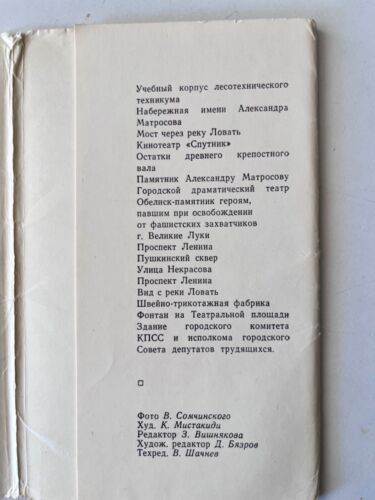 Учебный корпус лесотехнического
техникума
Набережная имени Александра
Матросова
Мост через реку Ловать
Кинотеатр «Спутник»
Остатки древнего крепостного
вала
Памятник Александру Матросову
Городской драматический театр
Обелиск-памятник героям,
павшим при освобождении
от фашистских захватчиков
г. Великие Луки
Проспект Ленина
Пушкинский сквер
Улица Некрасова
Проспект Ленина
Вид с реки Ловать
Швейно-трикотажная фабрика
Фонтан на Театральной площади
Здание городского комитета
КПСС и исполкома городского
Совета депутатов трудящихся.
Фото В. Сомчинского
Худ. К. Мистакиди
Редактор З. Вишнякова
Худож. редактор Д. Бязров
Техред. В. Шачнев